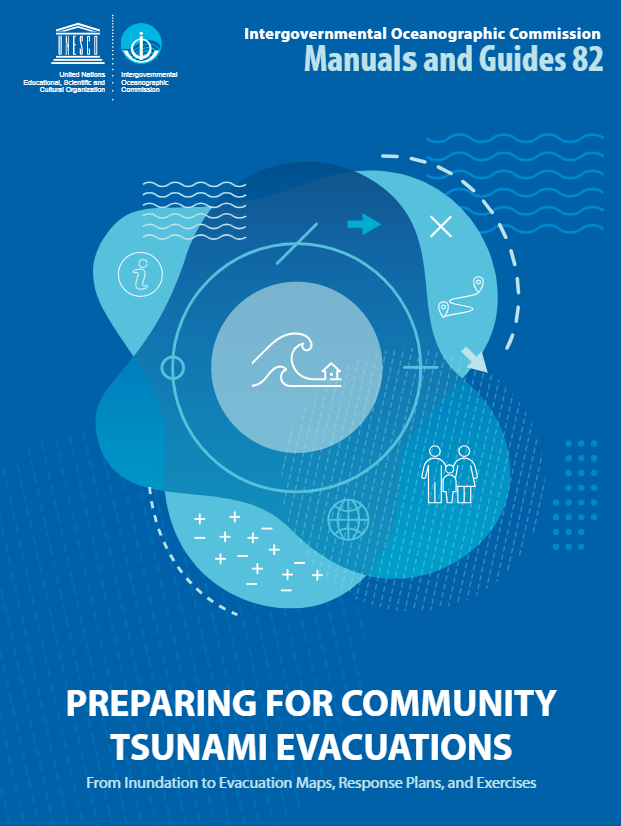 UNESCO
United Nations
Educational, Scientific and
Cultural Organization
Intergovernmental
Oceanographic
Commission
Intergovernmental Oceanographic Commission
Manuals and Guides 82
i
PREPARING FOR COMMUNITY
TSUNAMI EVACUATIONS
From Inundation to Evacuation Maps, Response Plans, and Exercises